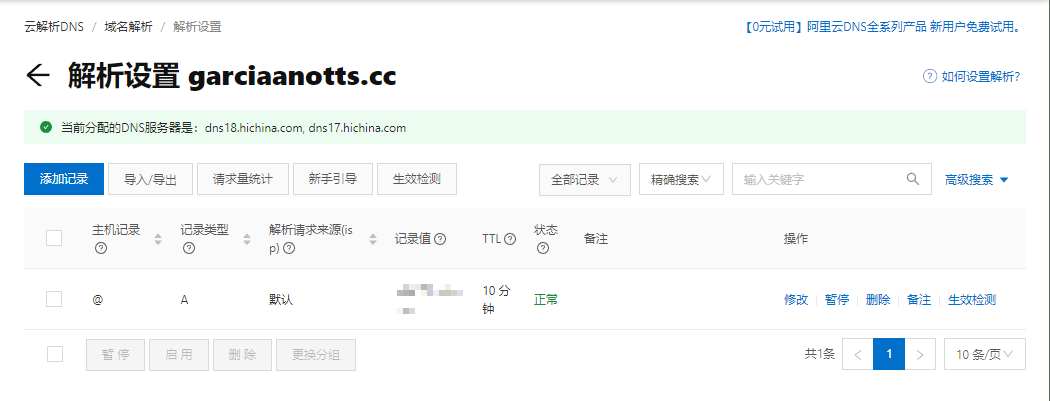 云解析DNS / 域名解析 / 解析设置
【0元试用】阿里云DNS全系列产品 新用户免费试用。
解析设置 garciaanotts.cc
如何设置解析?
当前分配的DNS服务器是：dns18.hichina.com, dns17.hichina.com
添加记录 导入/导出 请求量统计 新手引导 生效检测 全部记录 精确搜索 输入关键字 高级搜索
主机记录 记录类型 解析请求来源(is
p) 记录值 TTL 状态 备注 操作
@ A 默认 10 分
钟 正常 修改 暂停 删除 备注 生效检测
暂 停 启 用 删 除 更换分组 共1条 < 1 > 10 条/页